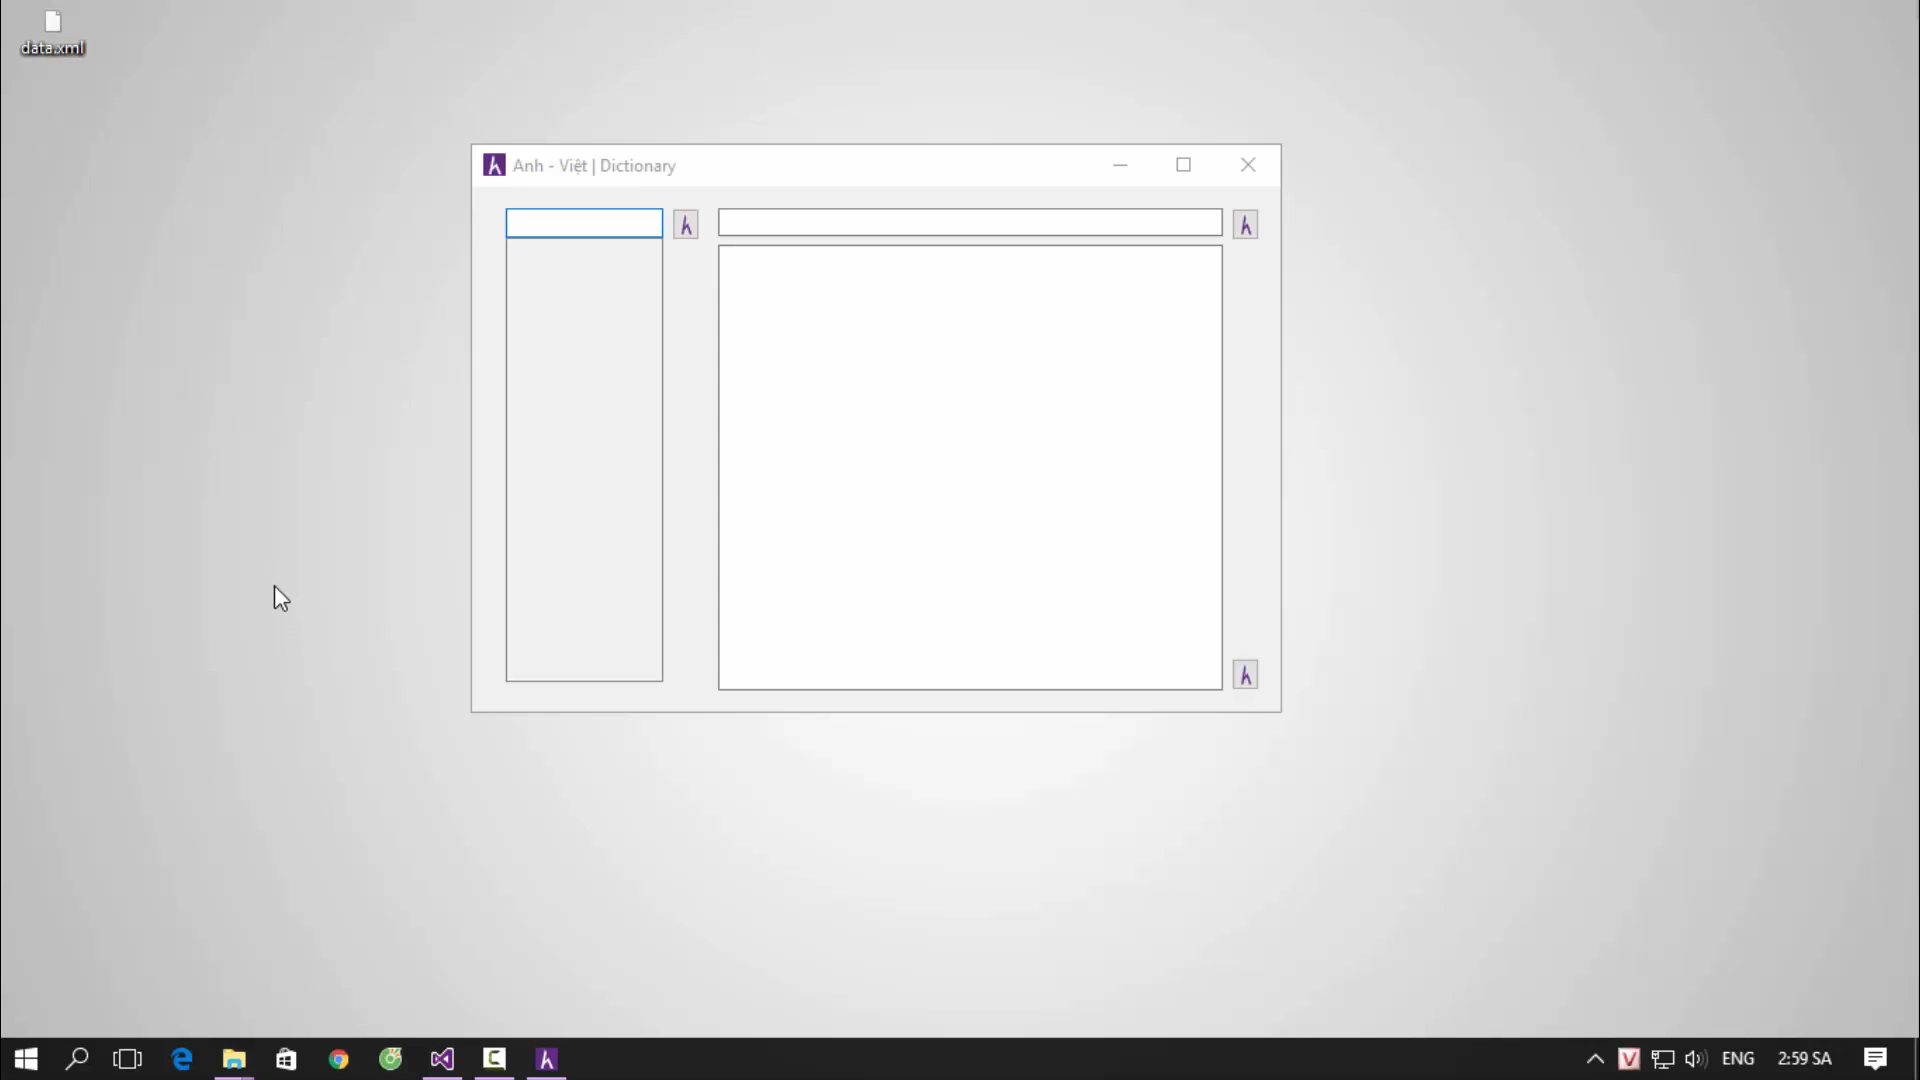 data.xml
Anh - Việt | Dictionary
ENG
2:59 SA